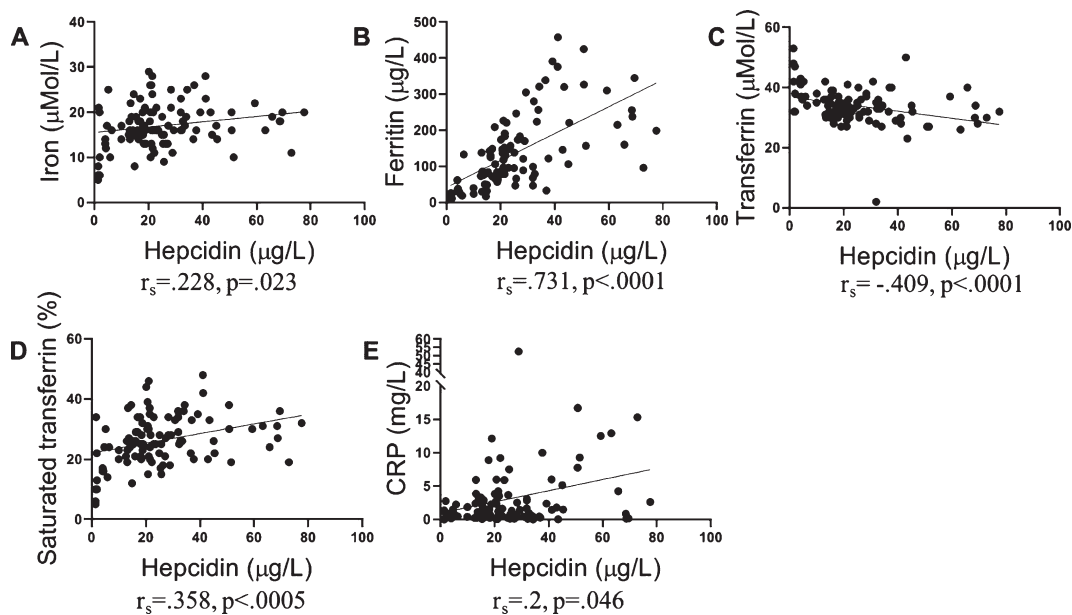 A
Iron (μMol/L)
40
30
20
10
0
0 20 40 60 80 100
Hepcidin (μg/L)
rs=.228, p=.023
B
Ferritin (μg/L)
500
400
300
200
100
0
0 20 40 60 80 100
Hepcidin (μg/L)
rs=.731, p<.0001
C
Transferrin (μMol/L)
60
40
20
0
0 20 40 60 80 100
Hepcidin (μg/L)
rs= -.409, p<.0001
D
Saturated transferrin (%)
60
40
20
0
0 20 40 60 80 100
Hepcidin (μg/L)
rs=.358, p<.0005
E
CRP (mg/L)
60
55
50
45
40
20
15
10
5
0
0 20 40 60 80 100
Hepcidin (μg/L)
rs=.2, p=.046